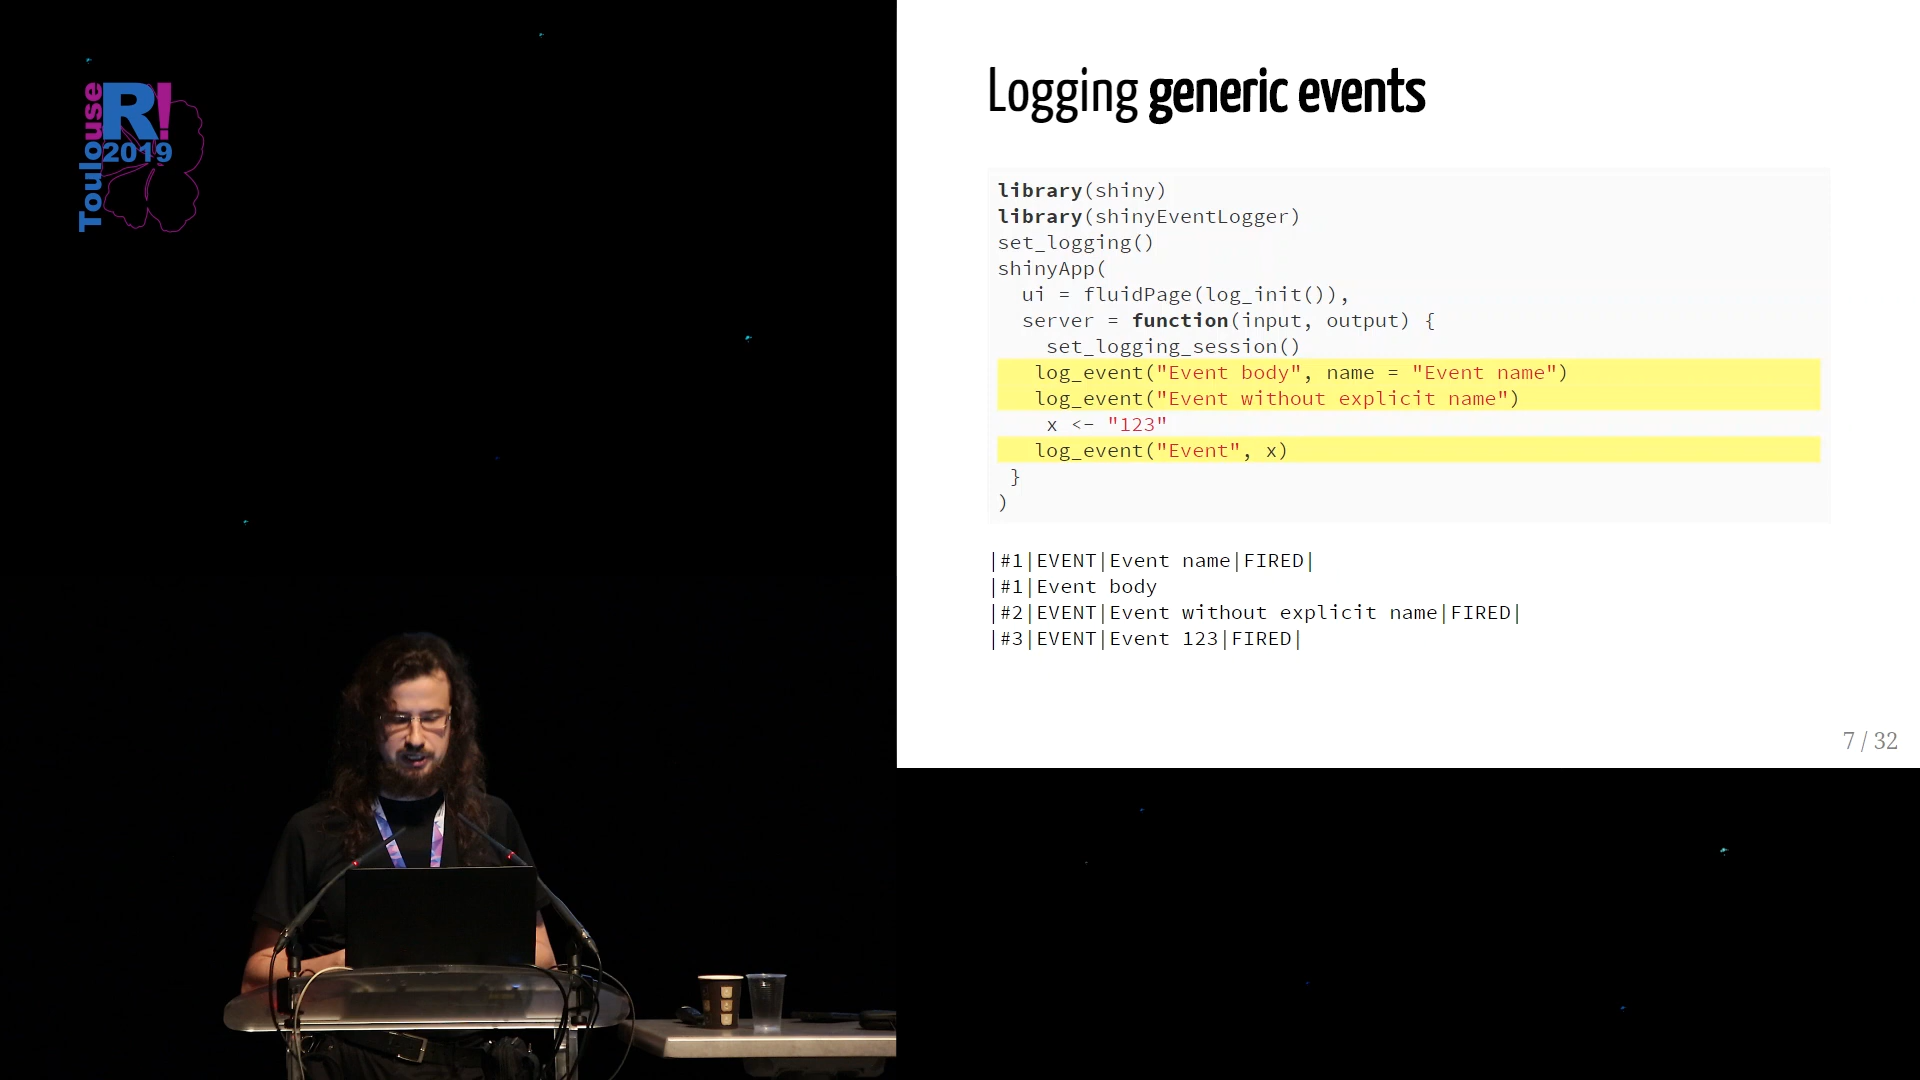 Toulouse
R!
2019
Logging generic events
library(shiny)
library(shinyEventLogger)
set_logging()
shinyApp(
  ui = fluidPage(log_init()),
  server = function(input, output) {
    set_logging_session()
   log_event("Event body", name = "Event name")
   log_event("Event without explicit name")
    x <- "123"
   log_event("Event", x)
 }
)
|#1|EVENT|Event name|FIRED|
|#1|Event body
|#2|EVENT|Event without explicit name|FIRED|
|#3|EVENT|Event 123|FIRED|
7 / 32